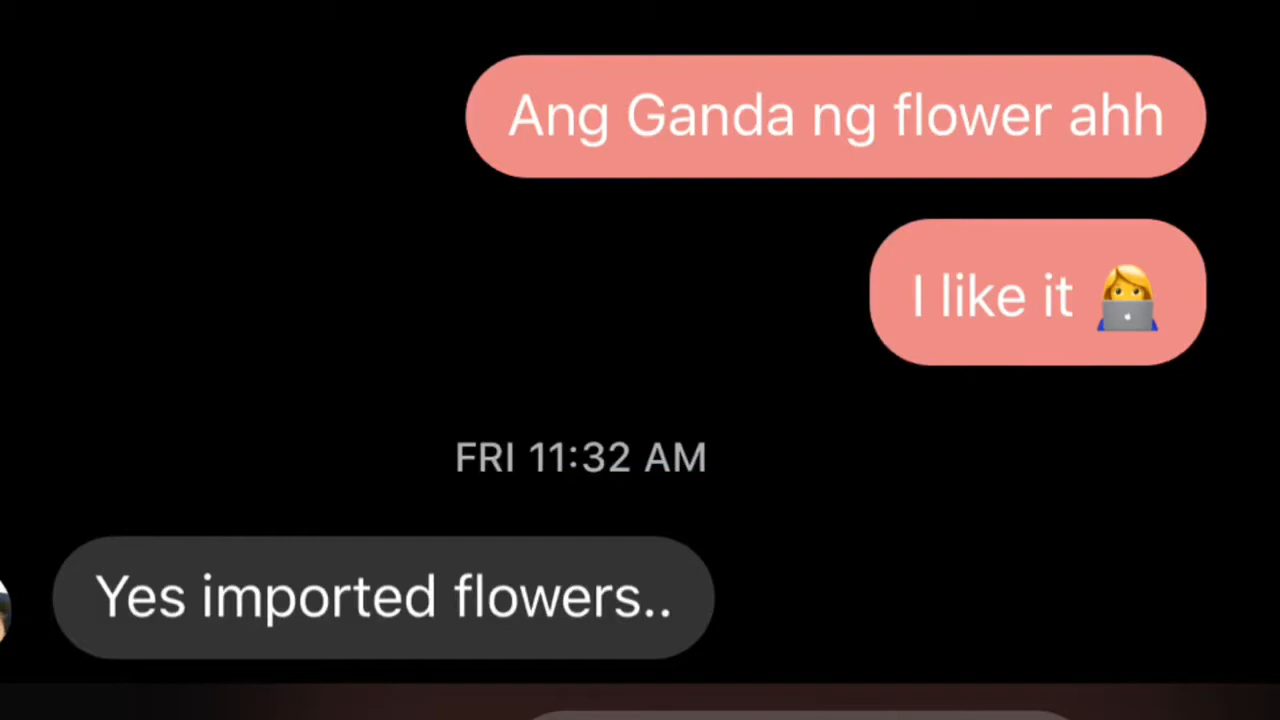 Ang Ganda ng flower ahh
I like it 👩‍💻
FRI 11:32 AM
Yes imported flowers..